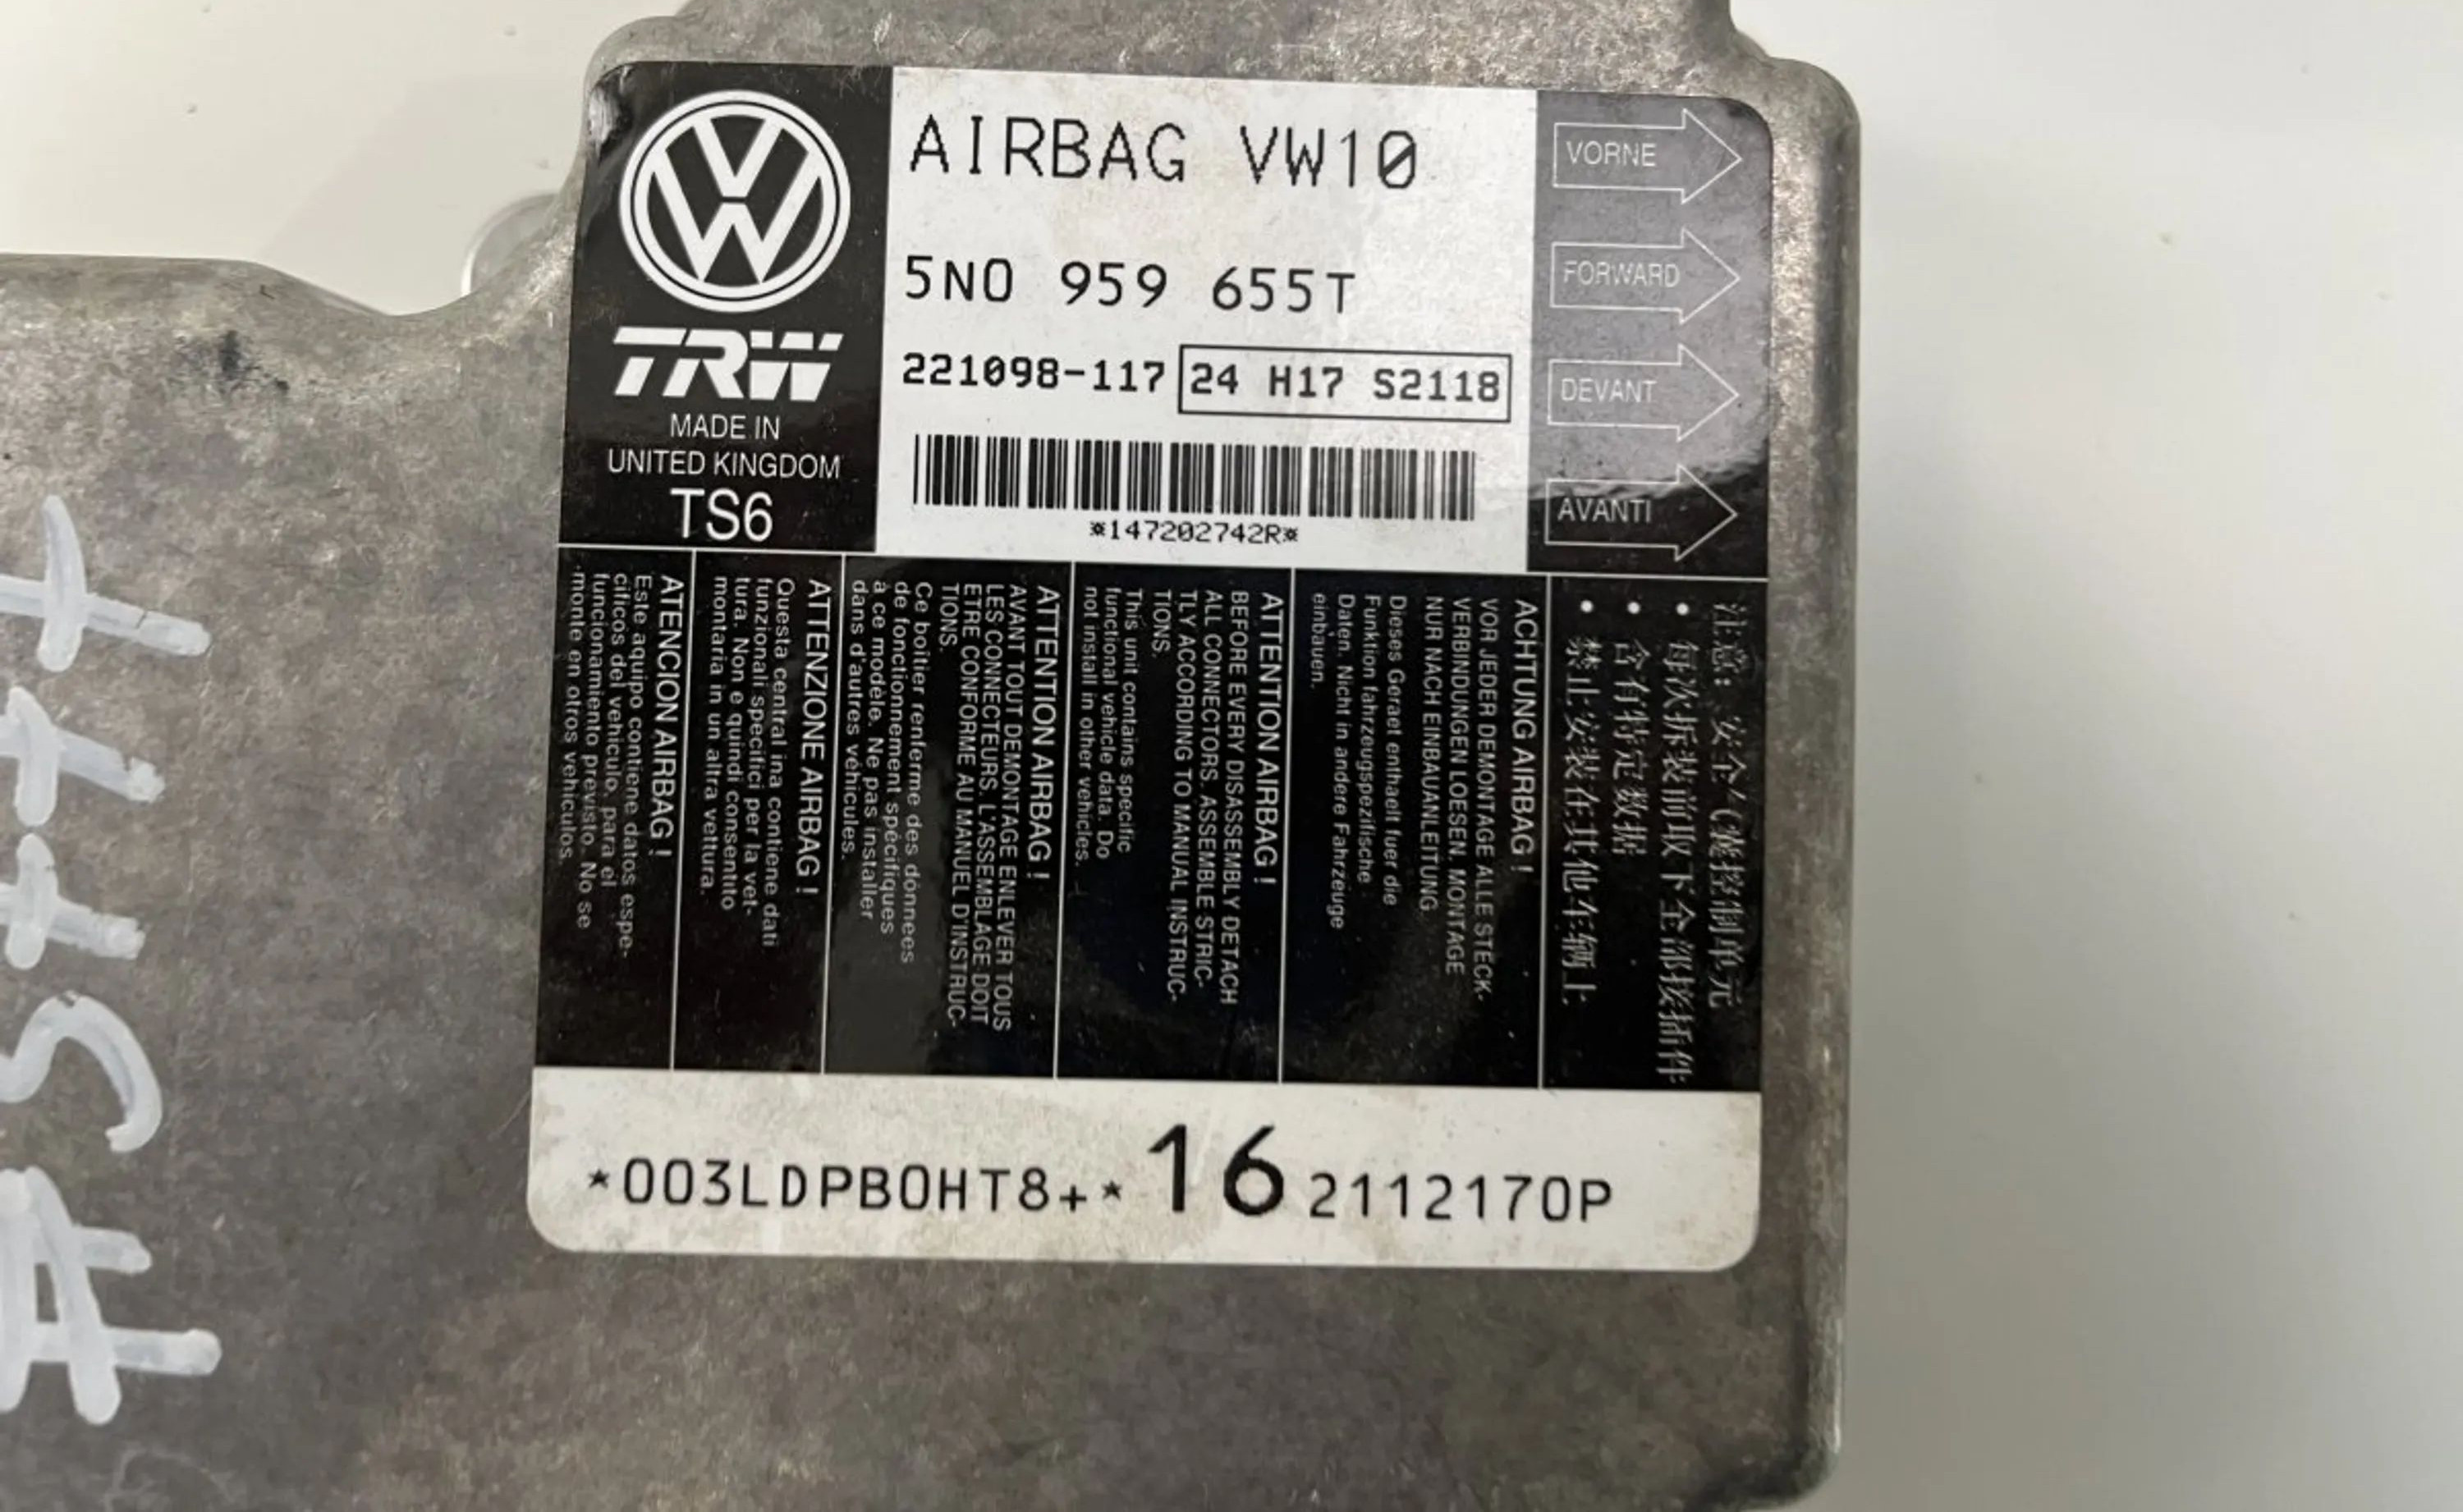 AIRBAG VW10
5N0 959 655T
221098-117 24 H17 S2118
*147202742R*
TRW
MADE IN
UNITED KINGDOM
TS6
VORNE
FORWARD
DEVANT
AVANTI
注意：安全气囊控制单元
• 每次拆装前取下全部接插件
• 含有特定数据
• 禁止安装在其他车辆上
ACHTUNG AIRBAG !
VOR JEDER DEMONTAGE ALLE STECK-
VERBINDUNGEN LOESEN. MONTAGE
NUR NACH EINBAUANLEITUNG.
Dieses Geraet enthaelt fuer die
Funktion fahrzeugspezifische
Daten. Nicht in andere Fahrzeuge
einbauen.
ATTENTION AIRBAG !
BEFORE EVERY DISASSEMBLY DETACH
ALL CONNECTORS. ASSEMBLE STRIC-
TLY ACCORDING TO MANUAL INSTRUC-
TIONS.
This unit contains specific
functional vehicle data. Do
not install in other vehicles.
ATTENTION AIRBAG !
AVANT TOUT DEMONTAGE ENLEVER TOUS
LES CONNECTEURS. L'ASSEMBLAGE DOIT
ETRE CONFORME AU MANUEL D'INSTRUC-
TIONS.
Ce boîtier renferme des données
de fonctionnement spécifiques
à ce modèle. Ne pas installer
dans d'autres véhicules.
ATTENZIONE AIRBAG !
Questa central ina contiene dati
funzionali specifici per la vet-
tura. Non e quindi consentito
montaria in un altra vettura.
ATENCION AIRBAG !
Este aquipo contiene datos espe-
cificos del vehiculo, para el
funcionamiento previsto. No se
monte en otros vehiculos.
*003LDPB0HT8+* 16 2112170P